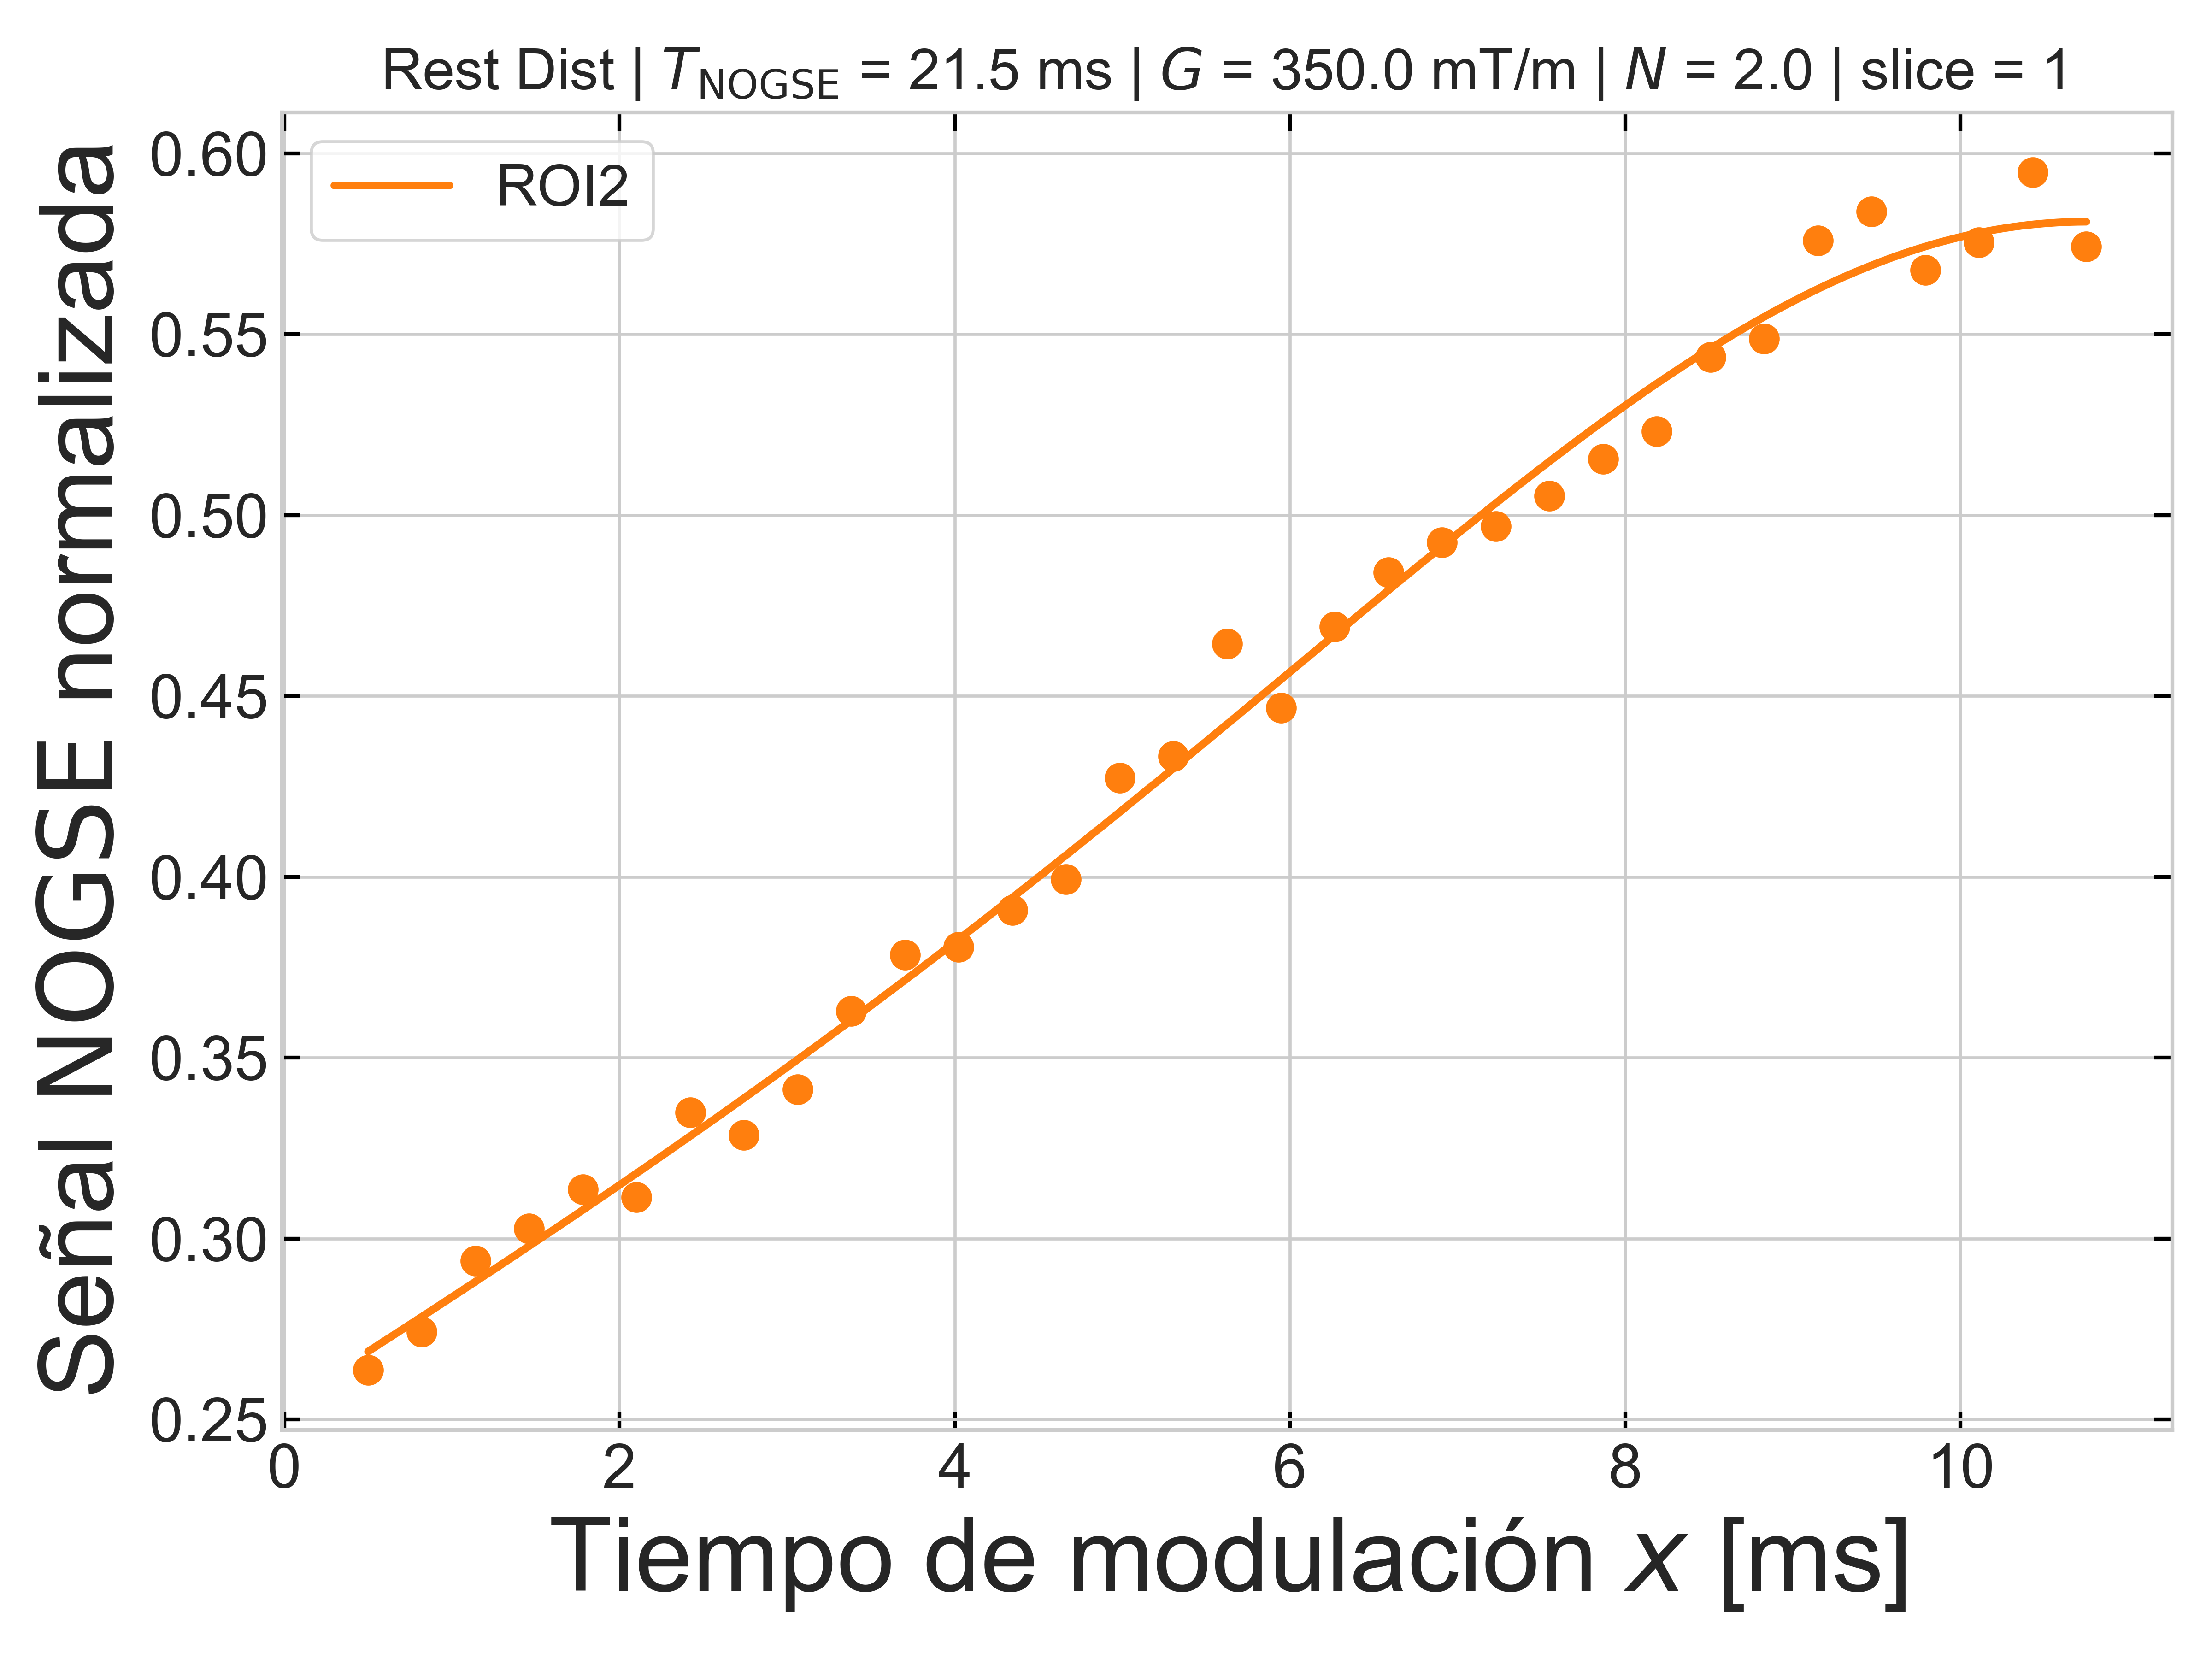 Rest Dist | T_NOGSE = 21.5 ms | G = 350.0 mT/m | N = 2.0 | slice = 1
ROI2
Señal NOGSE normalizada
0.60
0.55
0.50
0.45
0.40
0.35
0.30
0.25
0 2 4 6 8 10
Tiempo de modulación x [ms]